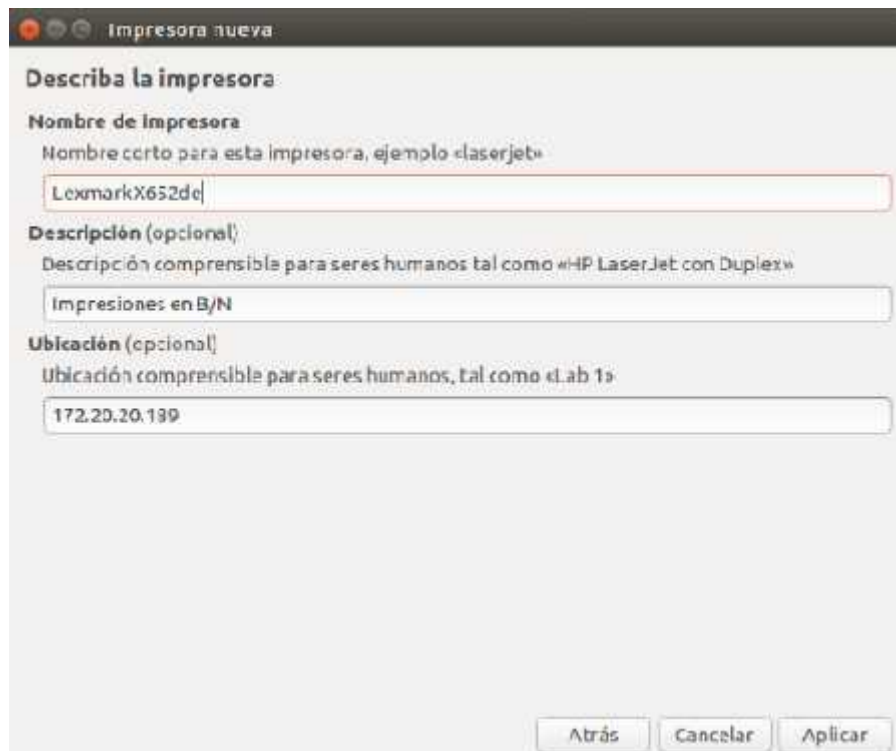 Impresora nueva
Describa la impresora
Nombre de impresora
Nombre corto para esta impresora, ejemplo «laserjet»
LexmarkX652de
Descripción (opcional)
Descripción comprensible para seres humanos tal como «HP LaserJet con Duplex»
Impresiones en B/N
Ubicación (opcional)
Ubicación comprensible para seres humanos, tal como «Lab 1»
172.20.20.199
Atrás Cancelar Aplicar